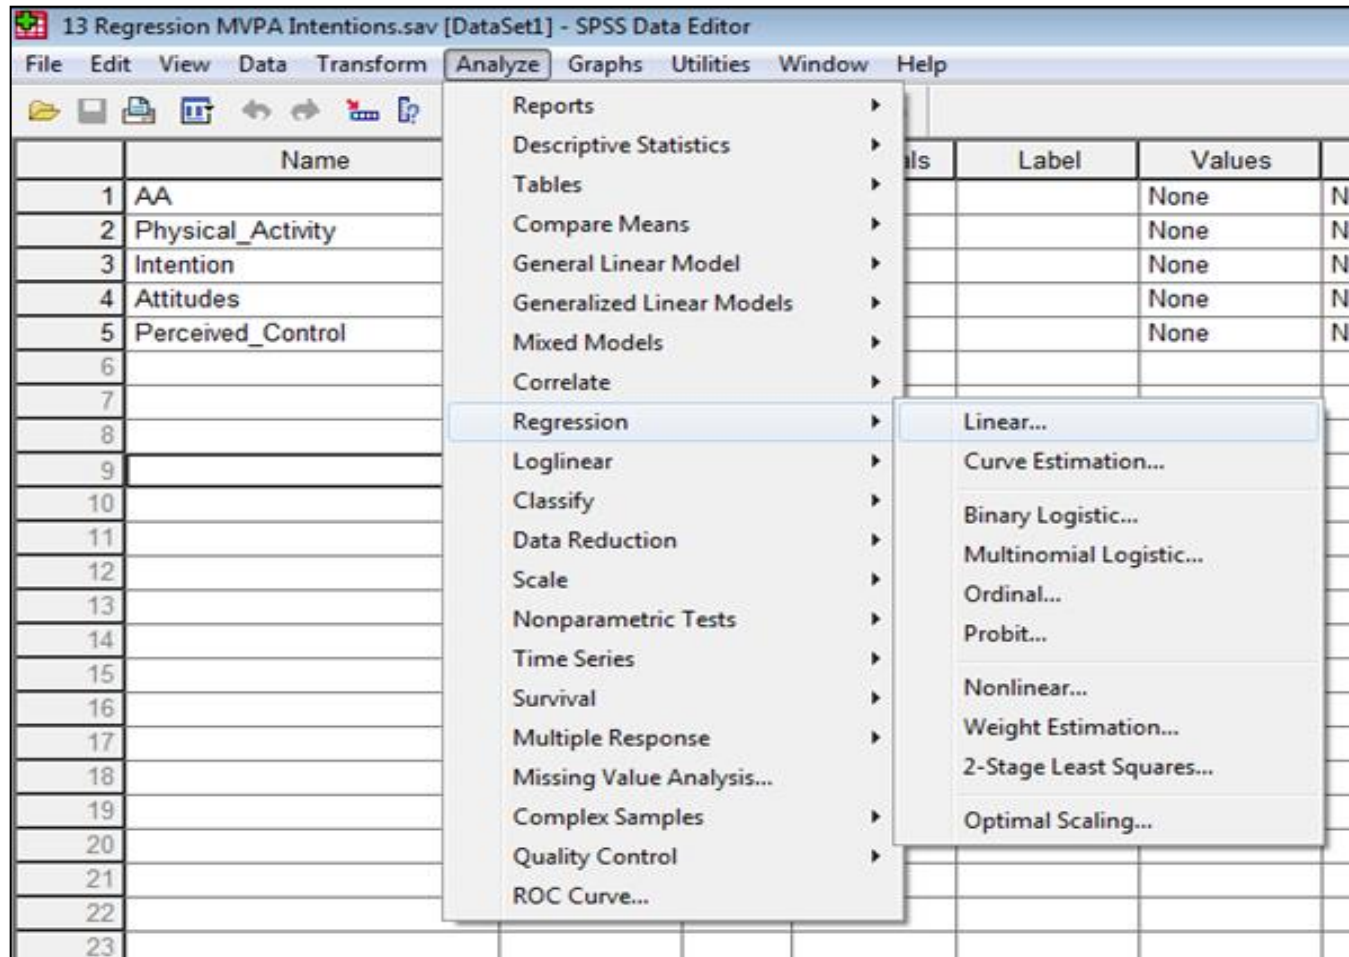 13 Regression MVPA Intentions.sav [DataSet1] - SPSS Data Editor
File Edit View Data Transform Analyze Graphs Utilities Window Help
Name Label Values
1 AA None
2 Physical_Activity None
3 Intention None
4 Attitudes None
5 Perceived_Control None
6
7
8
9
10
11
12
13
14
15
16
17
18
19
20
21
22
23
Reports
Descriptive Statistics
Tables
Compare Means
General Linear Model
Generalized Linear Models
Mixed Models
Correlate
Regression
Loglinear
Classify
Data Reduction
Scale
Nonparametric Tests
Time Series
Survival
Multiple Response
Missing Value Analysis...
Complex Samples
Quality Control
ROC Curve...
Linear...
Curve Estimation...
Binary Logistic...
Multinomial Logistic...
Ordinal...
Probit...
Nonlinear...
Weight Estimation...
2-Stage Least Squares...
Optimal Scaling...